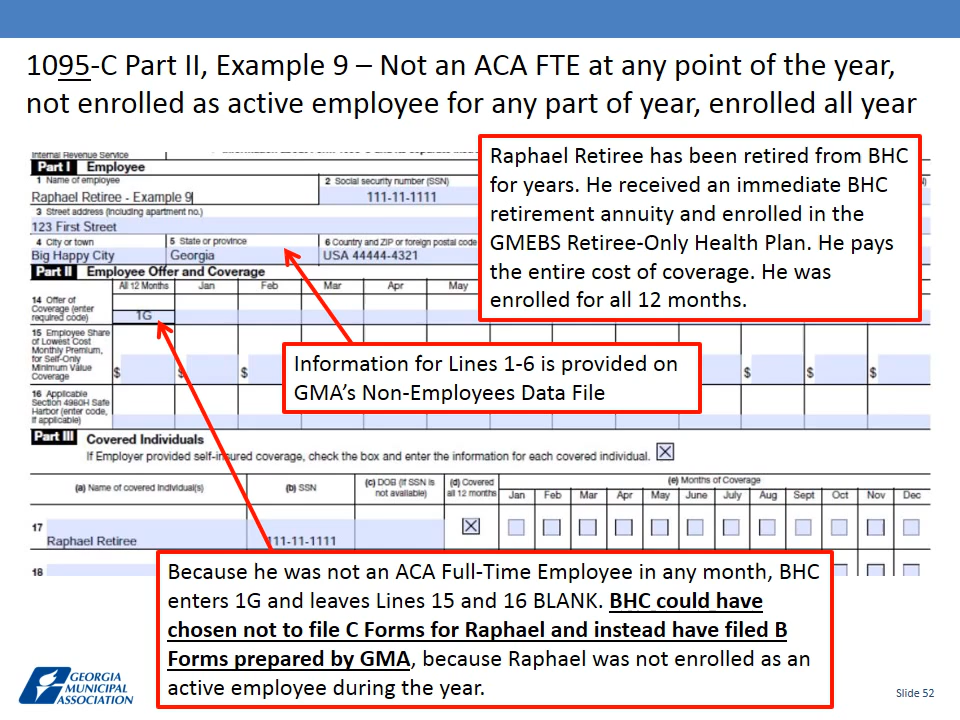 1095-C Part II, Example 9 – Not an ACA FTE at any point of the year,
not enrolled as active employee for any part of year, enrolled all year
Internal Revenue Service
Part I Employee
1 Name of employee
2 Social security number (SSN)
Raphael Retiree - Example 9
111-11-1111
3 Street address (including apartment no.)
123 First Street
4 City or town
5 State or province
6 Country and ZIP or foreign postal code
Big Happy City
Georgia
USA 44444-4321
Raphael Retiree has been retired from BHC
for years. He received an immediate BHC
retirement annuity and enrolled in the
GMEBS Retiree-Only Health Plan. He pays
the entire cost of coverage. He was
enrolled for all 12 months.
Part II Employee Offer and Coverage
All 12 Months Jan Feb Mar Apr May
14 Offer of
Coverage (enter
required code)
1G
15 Employee Share
of Lowest Cost
Monthly Premium,
for Self-Only
Minimum Value
Coverage
$ $ $ $ $ $
Information for Lines 1-6 is provided on
GMA's Non-Employees Data File
16 Applicable
Section 4980H Safe
Harbor (enter code,
if applicable)
Part III Covered Individuals
If Employer provided self-insured coverage, check the box and enter the information for each covered individual.
(a) Name of covered individual(s)
(b) SSN
(c) DOB (If SSN is
not available)
(d) Covered
all 12 months
(e) Months of Coverage
Jan Feb Mar Apr May June July Aug Sept Oct Nov Dec
17
Raphael Retiree
111-11-1111
18
Because he was not an ACA Full-Time Employee in any month, BHC
enters 1G and leaves Lines 15 and 16 BLANK. BHC could have
chosen not to file C Forms for Raphael and instead have filed B
Forms prepared by GMA, because Raphael was not enrolled as an
active employee during the year.
GEORGIA
MUNICIPAL
ASSOCIATION
Slide 52